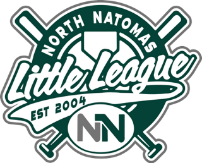 NORTH NATOMAS
Little League
EST 2004
NN